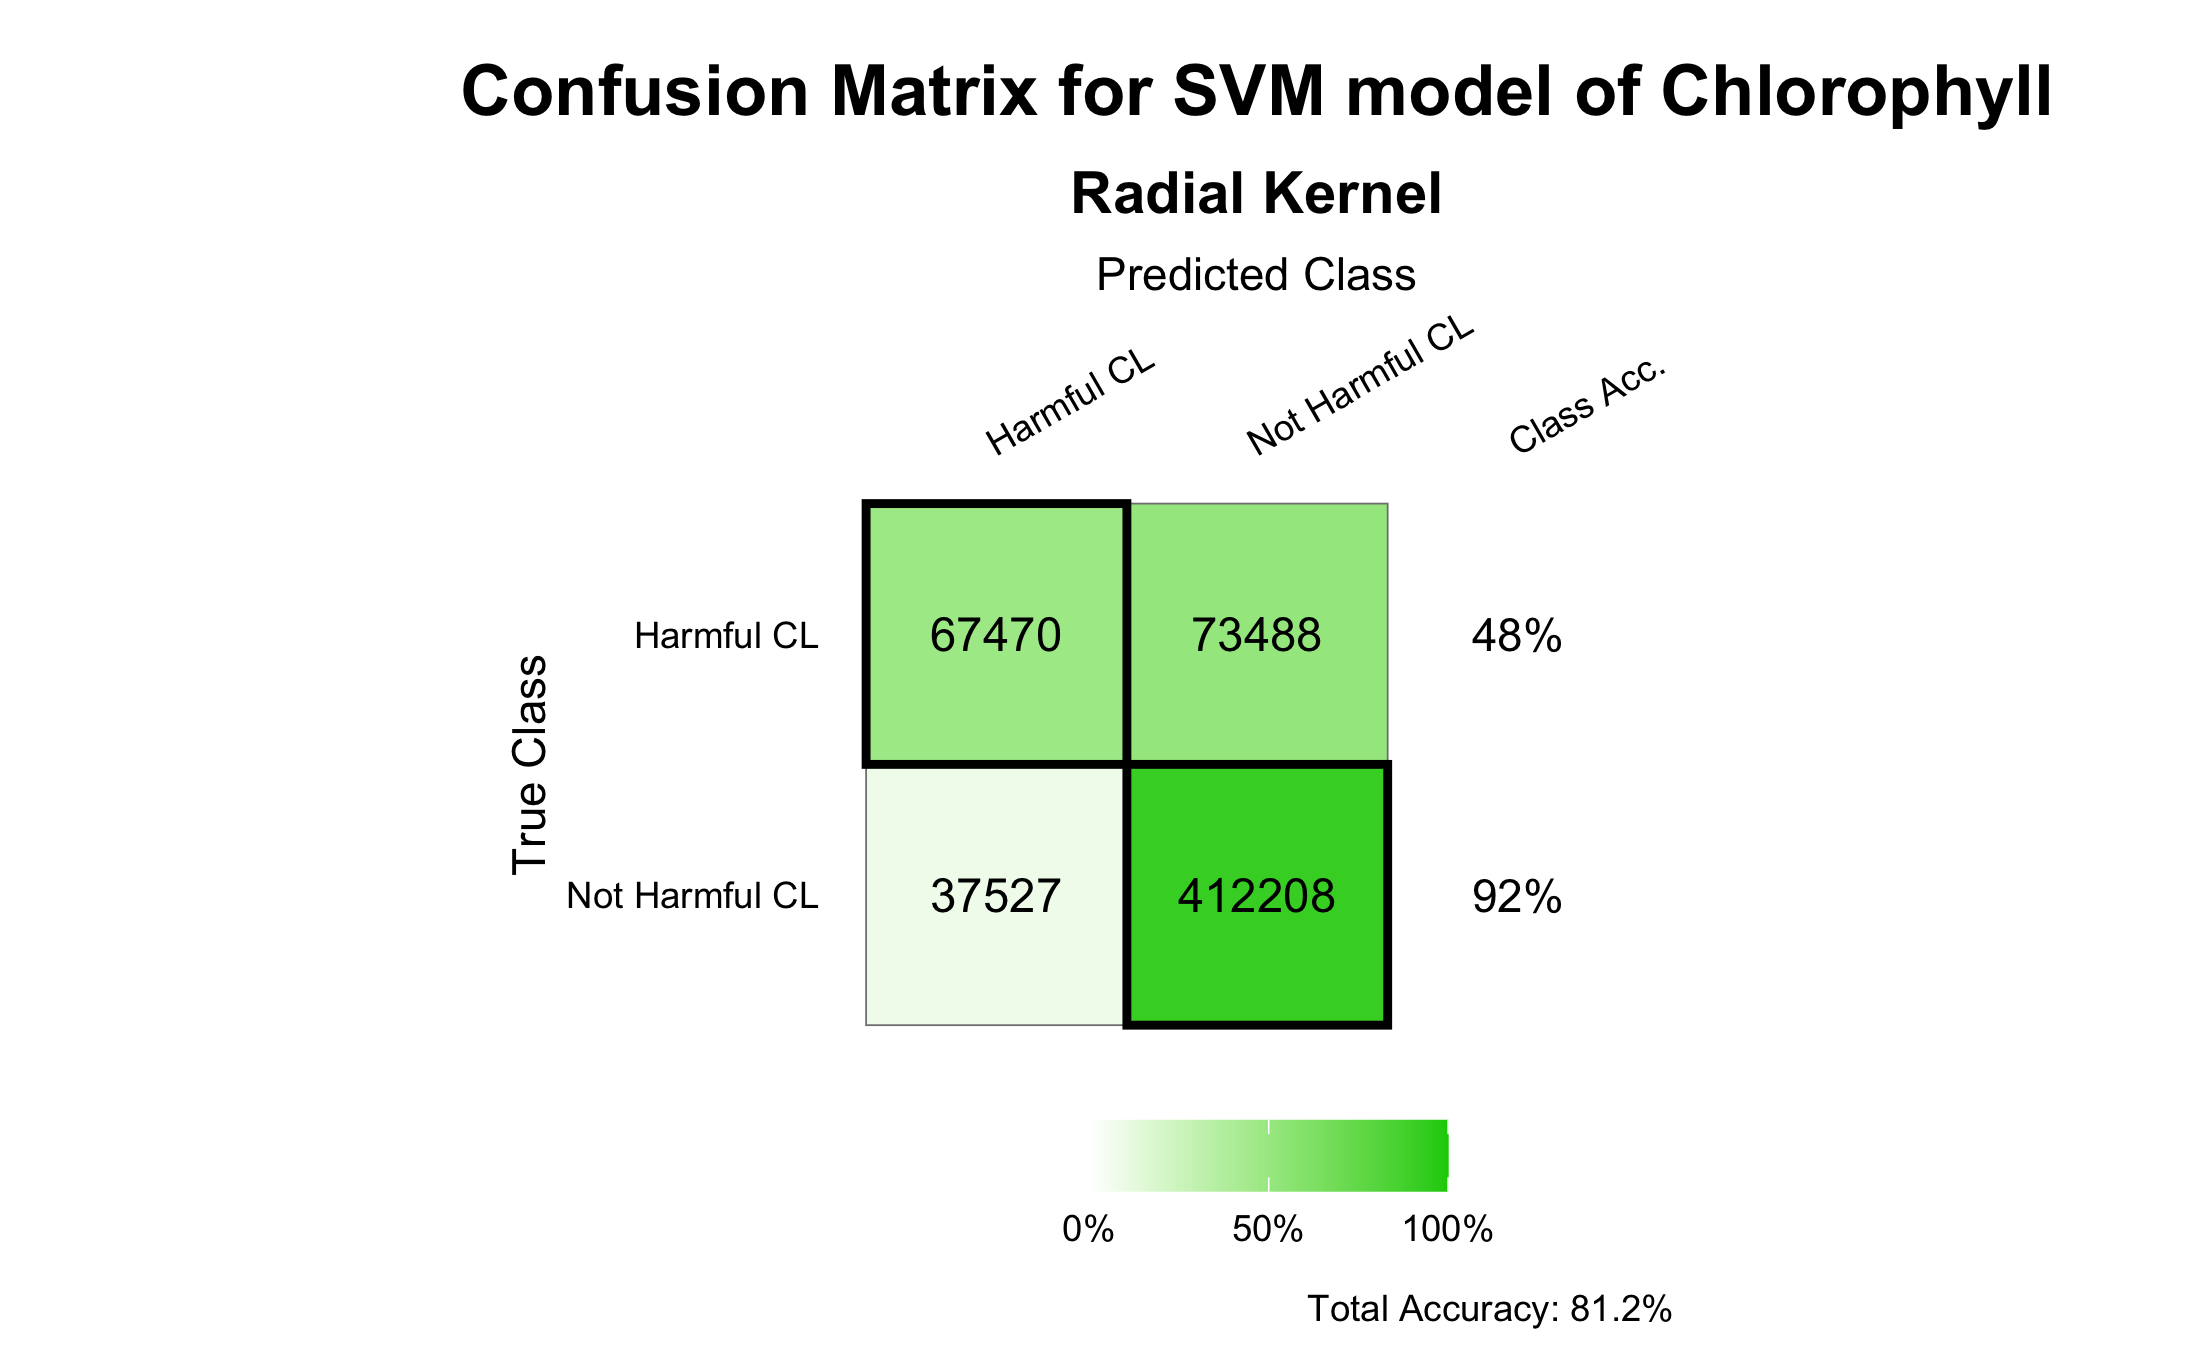 Confusion Matrix for SVM model of Chlorophyll
Radial Kernel
Predicted Class
Harmful CL
Not Harmful CL
Class Acc.
True Class
Harmful CL
67470
73488
48%
Not Harmful CL
37527
412208
92%
0%
50%
100%
Total Accuracy: 81.2%